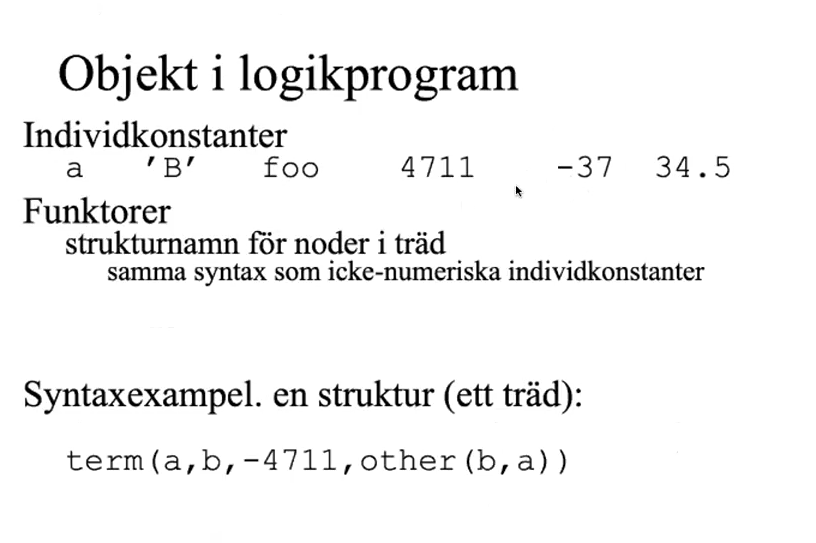 Objekt i logikprogram
Individkonstanter
a 'B' foo 4711 -37 34.5
Funktorer
strukturnamn för noder i träd
samma syntax som icke-numeriska individkonstanter
Syntaxexampel. en struktur (ett träd):
term(a,b,-4711,other(b,a))